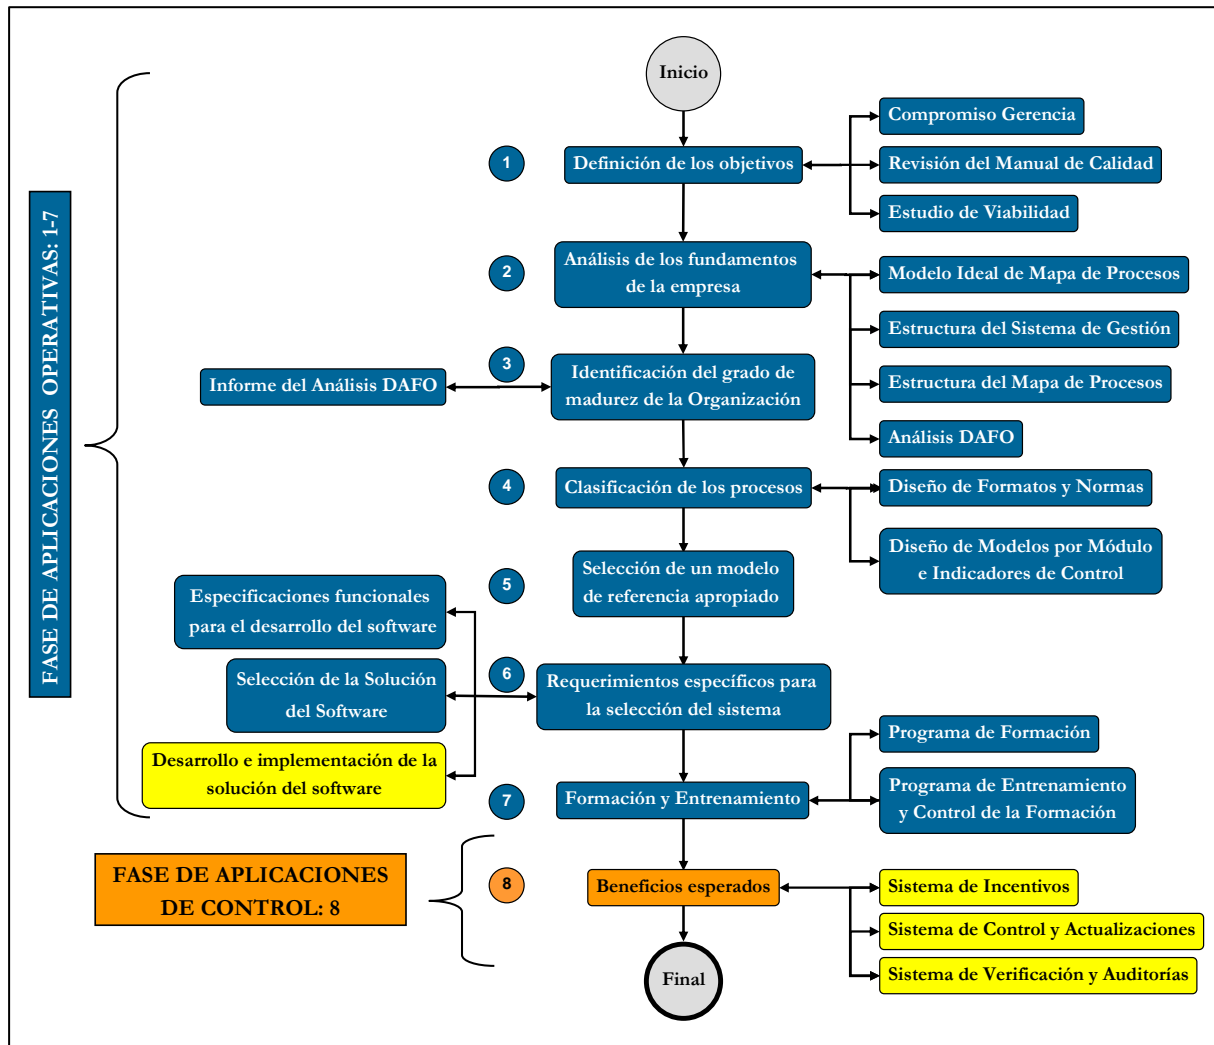 Inicio
FASE DE APLICACIONES OPERATIVAS: 1-7
1
Definición de los objetivos
Compromiso Gerencia
Revisión del Manual de Calidad
Estudio de Viabilidad
2
Análisis de los fundamentos
de la empresa
Modelo Ideal de Mapa de Procesos
Estructura del Sistema de Gestión
Estructura del Mapa de Procesos
Análisis DAFO
Informe del Análisis DAFO
3
Identificación del grado de
madurez de la Organización
4
Clasificación de los procesos
Diseño de Formatos y Normas
Diseño de Modelos por Módulo
e Indicadores de Control
5
Selección de un modelo
de referencia apropiado
Especificaciones funcionales
para el desarrollo del software
Selección de la Solución
del Software
Desarrollo e implementación de la
solución del software
6
Requerimientos específicos para
la selección del sistema
7
Formación y Entrenamiento
Programa de Formación
Programa de Entrenamiento
y Control de la Formación
FASE DE APLICACIONES
DE CONTROL: 8
8
Beneficios esperados
Sistema de Incentivos
Sistema de Control y Actualizaciones
Sistema de Verificación y Auditorías
Final